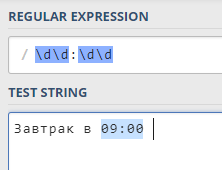 REGULAR EXPRESSION
/ \d\d:\d\d
TEST STRING
Завтрак в 09:00